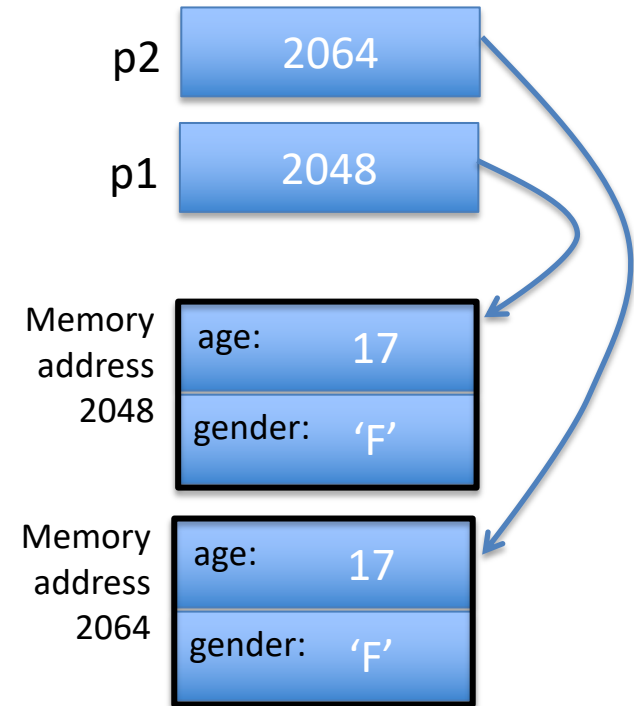 p2 2064
p1 2048
Memory
address
2048
age: 17
gender: ‘F’
Memory
address
2064
age: 17
gender: ‘F’